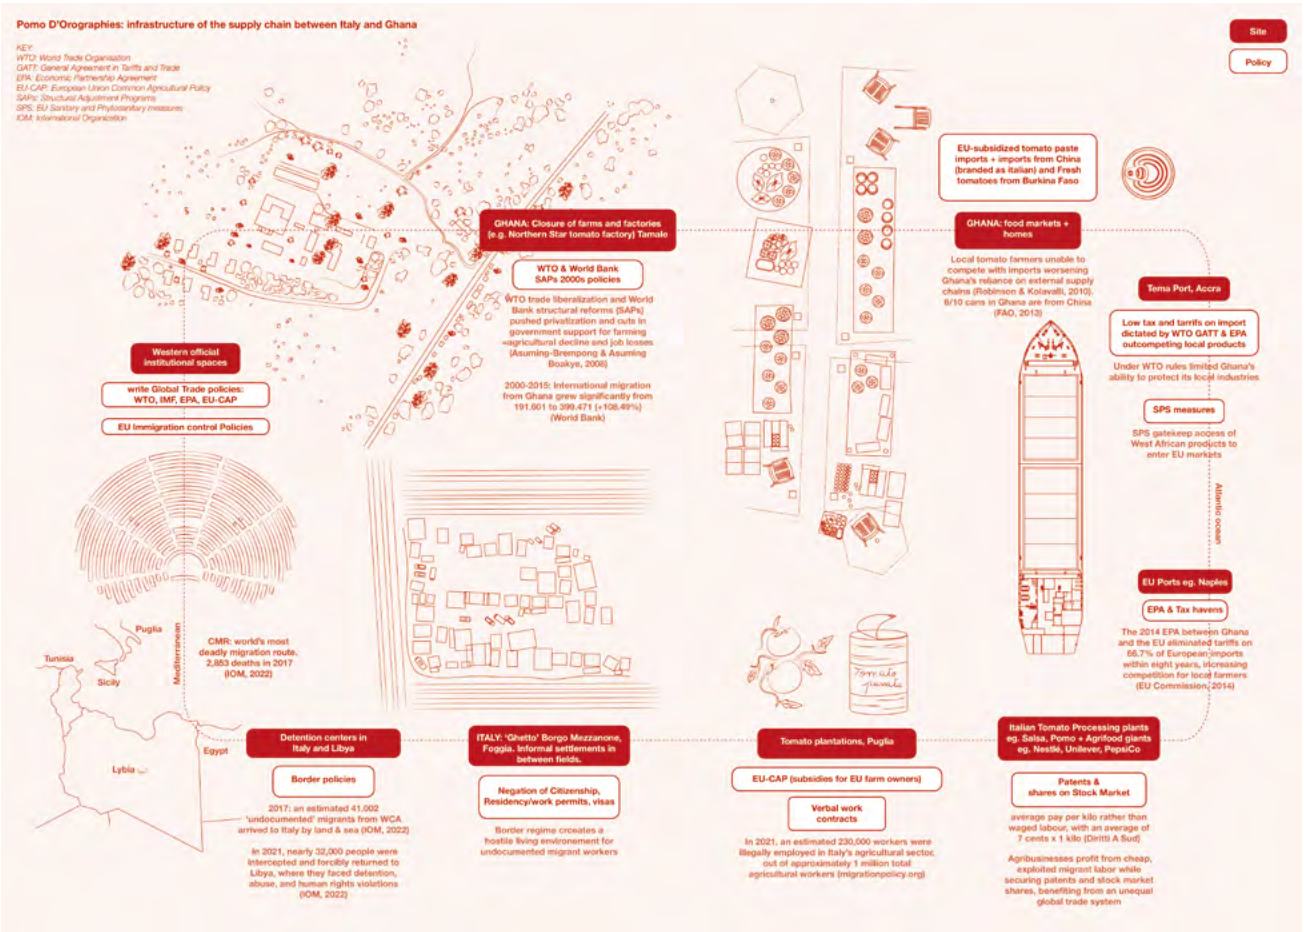 Pomo D'Orographies: infrastructure of the supply chain between Italy and Ghana
KEY:
WTO: World Trade Organisation
GATT: General Agreement in Tariffs and Trade
EPA: Economic Partnership Agreement
EU-CAP: European Union Common Agricultural Policy
SAPs: Structural Adjustment Programs
SPS: EU Sanitary and Phytosanitary measures
IOM: International Organization
Site
Policy
EU-subsidized tomato paste
imports + imports from China
(branded as italian) and Fresh
tomatoes from Burkina Faso
GHANA: Closure of farms and factories
(e.g. Northern Star tomato factory) Tamale
WTO & World Bank
SAPs 2000s policies
WTO trade liberalization and World
Bank structural reforms (SAPs)
pushed privatization and cuts in
government support for farming
=agricultural decline and job losses
(Asuming-Brempong & Asuming
Boakye, 2008)
2000-2015: International migration
from Ghana grew significantly from
191.601 to 399.471 (+108.49%)
(World Bank)
GHANA: food markets +
homes
Local tomato farmers unable to
compete with imports worsening
Ghana's reliance on external supply
chains (Robinson & Kolavalli, 2010).
6/10 cans in Ghana are from China
(FAO, 2013)
Tema Port, Accra
Low tax and tarrifs on import
dictated by WTO GATT & EPA
outcompeting local products
Under WTO rules limited Ghana's
ability to protect its local industries
SPS measures
SPS gatekeep access of
West African products to
enter EU markets
Atlantic ocean
Western official
institutional spaces
write Global Trade policies:
WTO, IMF, EPA, EU-CAP
EU Immigration control Policies
EU Ports eg. Naples
EPA & Tax havens
The 2014 EPA between Ghana
and the EU eliminated tariffs on
66.7% of European imports
within eight years, increasing
competition for local farmers
(EU Commission, 2014)
Puglia
Tunisia
Sicily
Mediterranean
CMR: world's most
deadly migration route.
2,853 deaths in 2017
(IOM, 2022)
Egypt
Lybia
Tomato
puerate
Detention centers in
Italy and Libya
Border policies
2017: an estimated 41.002
'undocumented' migrants from WCA
arrived to Italy by land & sea (IOM, 2022)
In 2021, nearly 32,000 people were
intercepted and forcibly returned to
Libya, where they faced detention,
abuse, and human rights violations
(IOM, 2022)
ITALY: 'Ghetto' Borgo Mezzanone,
Foggia. Informal settlements in
between fields.
Negation of Citizenship,
Residency/work permits, visas
Border regime croceates a
hostile living environement for
undocumented migrant workers
Tomato plantations, Puglia
EU-CAP (subsidies for EU farm owners)
Verbal work
contracts
In 2021, an estimated 230,000 workers were
illegally employed in Italy's agricultural sector,
out of approximately 1 million total
agricultural workers (migrationpolicy.org)
Italian Tomato Processing plants
eg. Salsa, Pomo + Agrifood giants
eg. Nestlé, Unilever, PepsiCo
Patents &
shares on Stock Market
average pay per kilo rather than
waged labour, with an average of
7 cents x 1 kilo (Diritti A Sud)
Agribusinesses profit from cheap,
exploited migrant labor while
securing patents and stock market
shares, benefiting from an unequal
global trade system